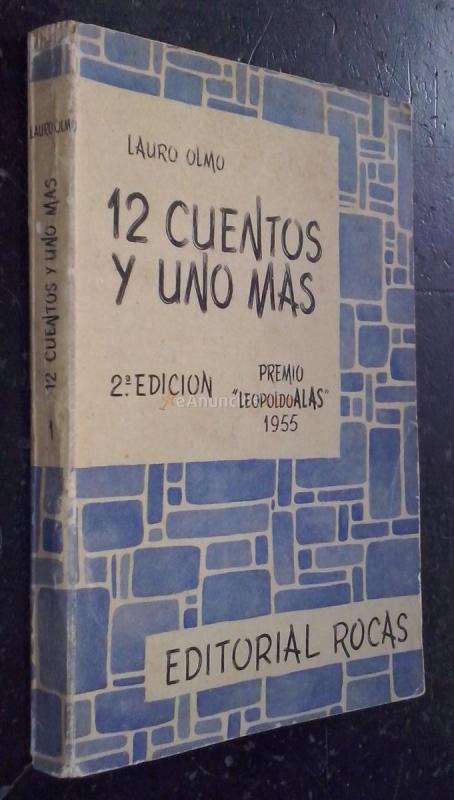 LAURO OLMO
12 CUENTOS
Y UNO MAS
2ª EDICION
PREMIO
"LEOPOLDO ALAS"
1955
EDITORIAL ROCAS
LAURO OLMO
12 CUENTOS Y UNO MAS
1